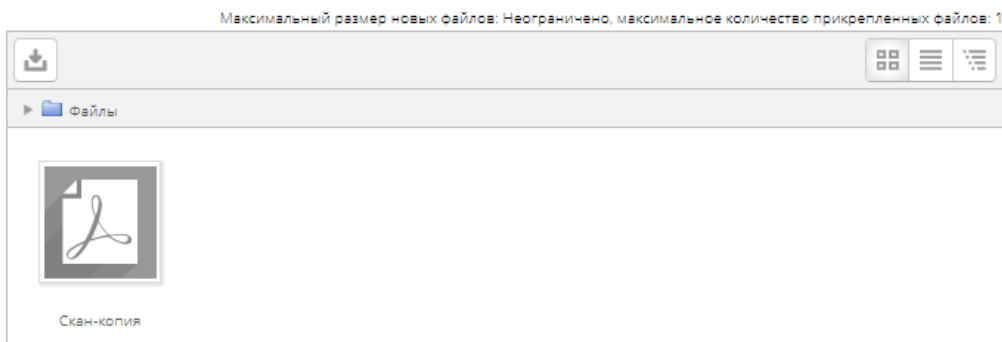 Максимальный размер новых файлов: Неограничено, максимальное количество прикрепленных файлов: 1
Файлы
Скан-копия